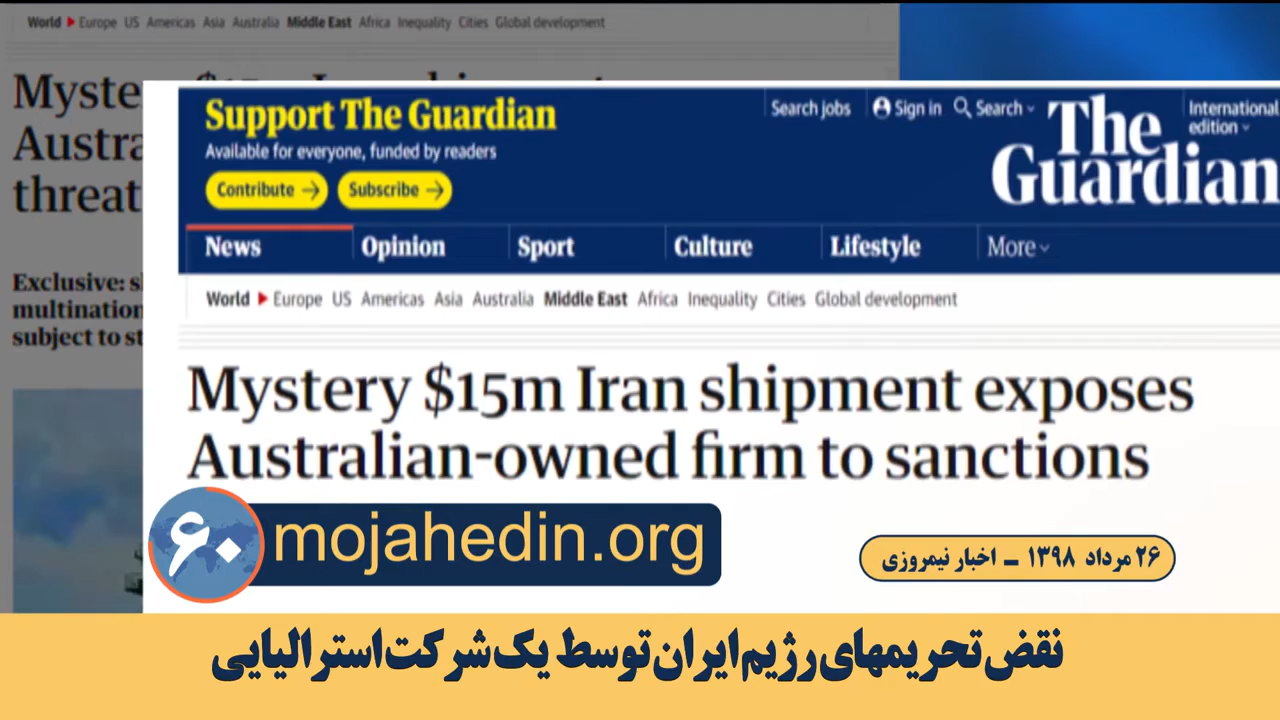 World Europe US Americas Asia Australia Middle East Africa Inequality Cities Global development
Myste
Austra
threat
Exclusive: s
multination
subject to st
Support The Guardian
Available for everyone, funded by readers
Contribute →
Subscribe →
Search jobs
Sign in
Search
The
Guardian
International
edition
News Opinion Sport Culture Lifestyle More
World Europe US Americas Asia Australia Middle East Africa Inequality Cities Global development
Mystery $15m Iran shipment exposes
Australian-owned firm to sanctions
۶۰
mojahedin.org
۲۶ مرداد ۱۳۹۸ ـ اخبار نیمروزی
نقض تحریمهای رژیم ایران توسط یک شرکت استرالیایی